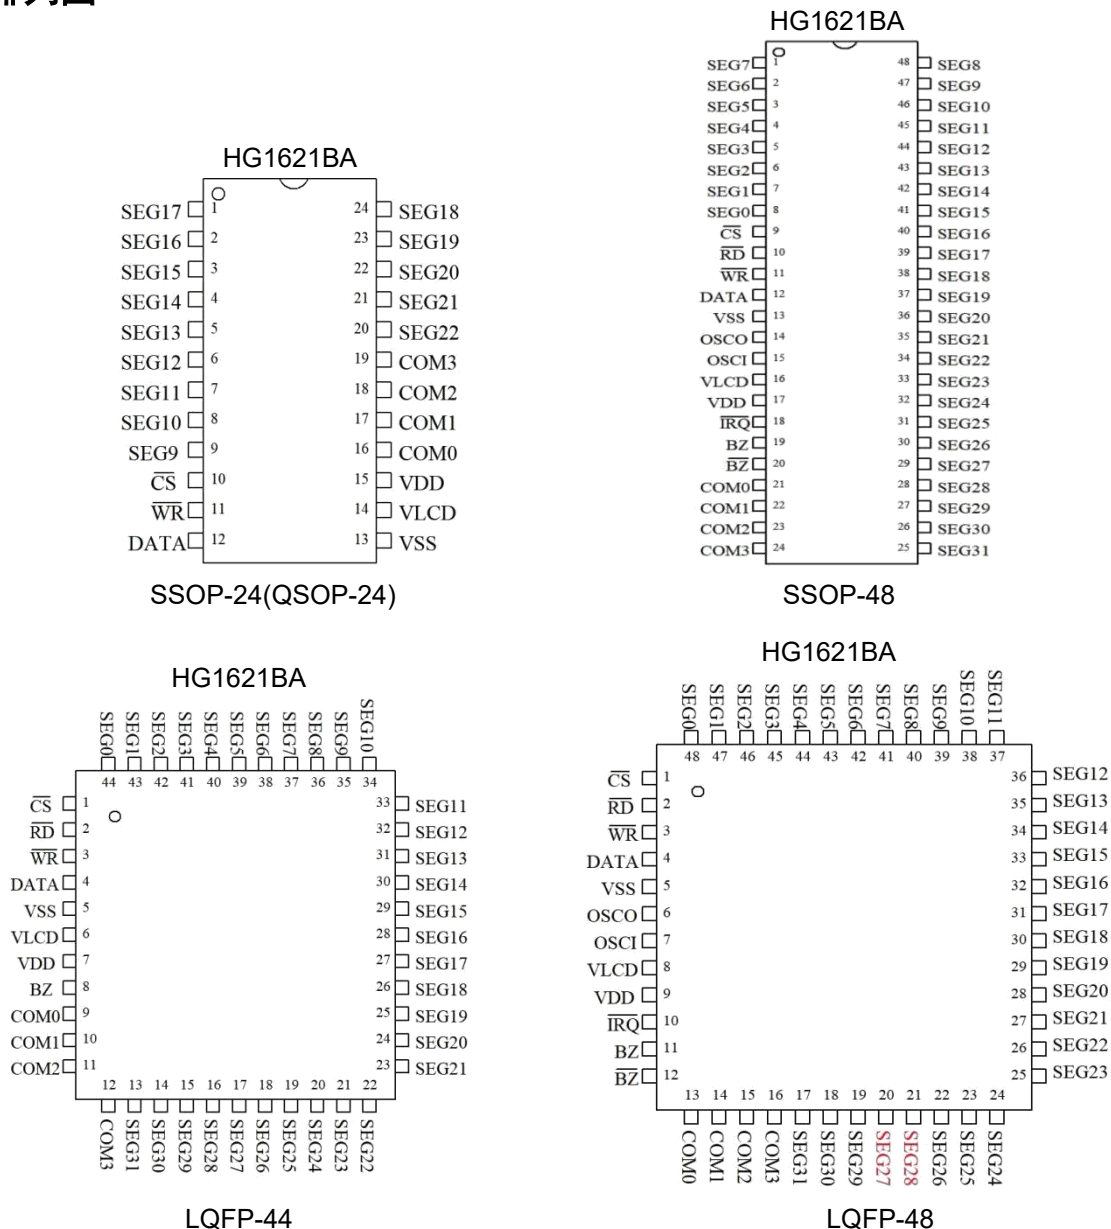 HG1621BA
SEG17 1 24 SEG18
SEG16 2 23 SEG19
SEG15 3 22 SEG20
SEG14 4 21 SEG21
SEG13 5 20 SEG22
SEG12 6 19 COM3
SEG11 7 18 COM2
SEG10 8 17 COM1
SEG9 9 16 COM0
CS 10 15 VDD
WR 11 14 VLCD
DATA 12 13 VSS
SSOP-24(QSOP-24)
HG1621BA
SEG7 1 48 SEG8
SEG6 2 47 SEG9
SEG5 3 46 SEG10
SEG4 4 45 SEG11
SEG3 5 44 SEG12
SEG2 6 43 SEG13
SEG1 7 42 SEG14
SEG0 8 41 SEG15
CS 9 40 SEG16
RD 10 39 SEG17
WR 11 38 SEG18
DATA 12 37 SEG19
VSS 13 36 SEG20
OSCO 14 35 SEG21
OSCI 15 34 SEG22
VLCD 16 33 SEG23
VDD 17 32 SEG24
IRQ 18 31 SEG25
BZ 19 30 SEG26
BZ 20 29 SEG27
COM0 21 28 SEG28
COM1 22 27 SEG29
COM2 23 26 SEG30
COM3 24 25 SEG31
SSOP-48
HG1621BA
SEG0 SEG1 SEG2 SEG3 SEG4 SEG5 SEG6 SEG7 SEG8 SEG9 SEG10
44 43 42 41 40 39 38 37 36 35 34
CS 1 33 SEG11
RD 2 32 SEG12
WR 3 31 SEG13
DATA 4 30 SEG14
VSS 5 29 SEG15
VLCD 6 28 SEG16
VDD 7 27 SEG17
BZ 8 26 SEG18
COM0 9 25 SEG19
COM1 10 24 SEG20
COM2 11 23 SEG21
12 13 14 15 16 17 18 19 20 21 22
COM3 SEG31 SEG30 SEG29 SEG28 SEG27 SEG26 SEG25 SEG24 SEG23 SEG22
LQFP-44
HG1621BA
SEG0 SEG1 SEG2 SEG3 SEG4 SEG5 SEG6 SEG7 SEG8 SEG9 SEG10 SEG11
48 47 46 45 44 43 42 41 40 39 38 37
CS 1 36 SEG12
RD 2 35 SEG13
WR 3 34 SEG14
DATA 4 33 SEG15
VSS 5 32 SEG16
OSCO 6 31 SEG17
OSCI 7 30 SEG18
VLCD 8 29 SEG19
VDD 9 28 SEG20
IRQ 10 27 SEG21
BZ 11 26 SEG22
BZ 12 25 SEG23
13 14 15 16 17 18 19 20 21 22 23 24
COM0 COM1 COM2 COM3 SEG31 SEG30 SEG29 SEG27 SEG28 SEG26 SEG25 SEG24
LQFP-48